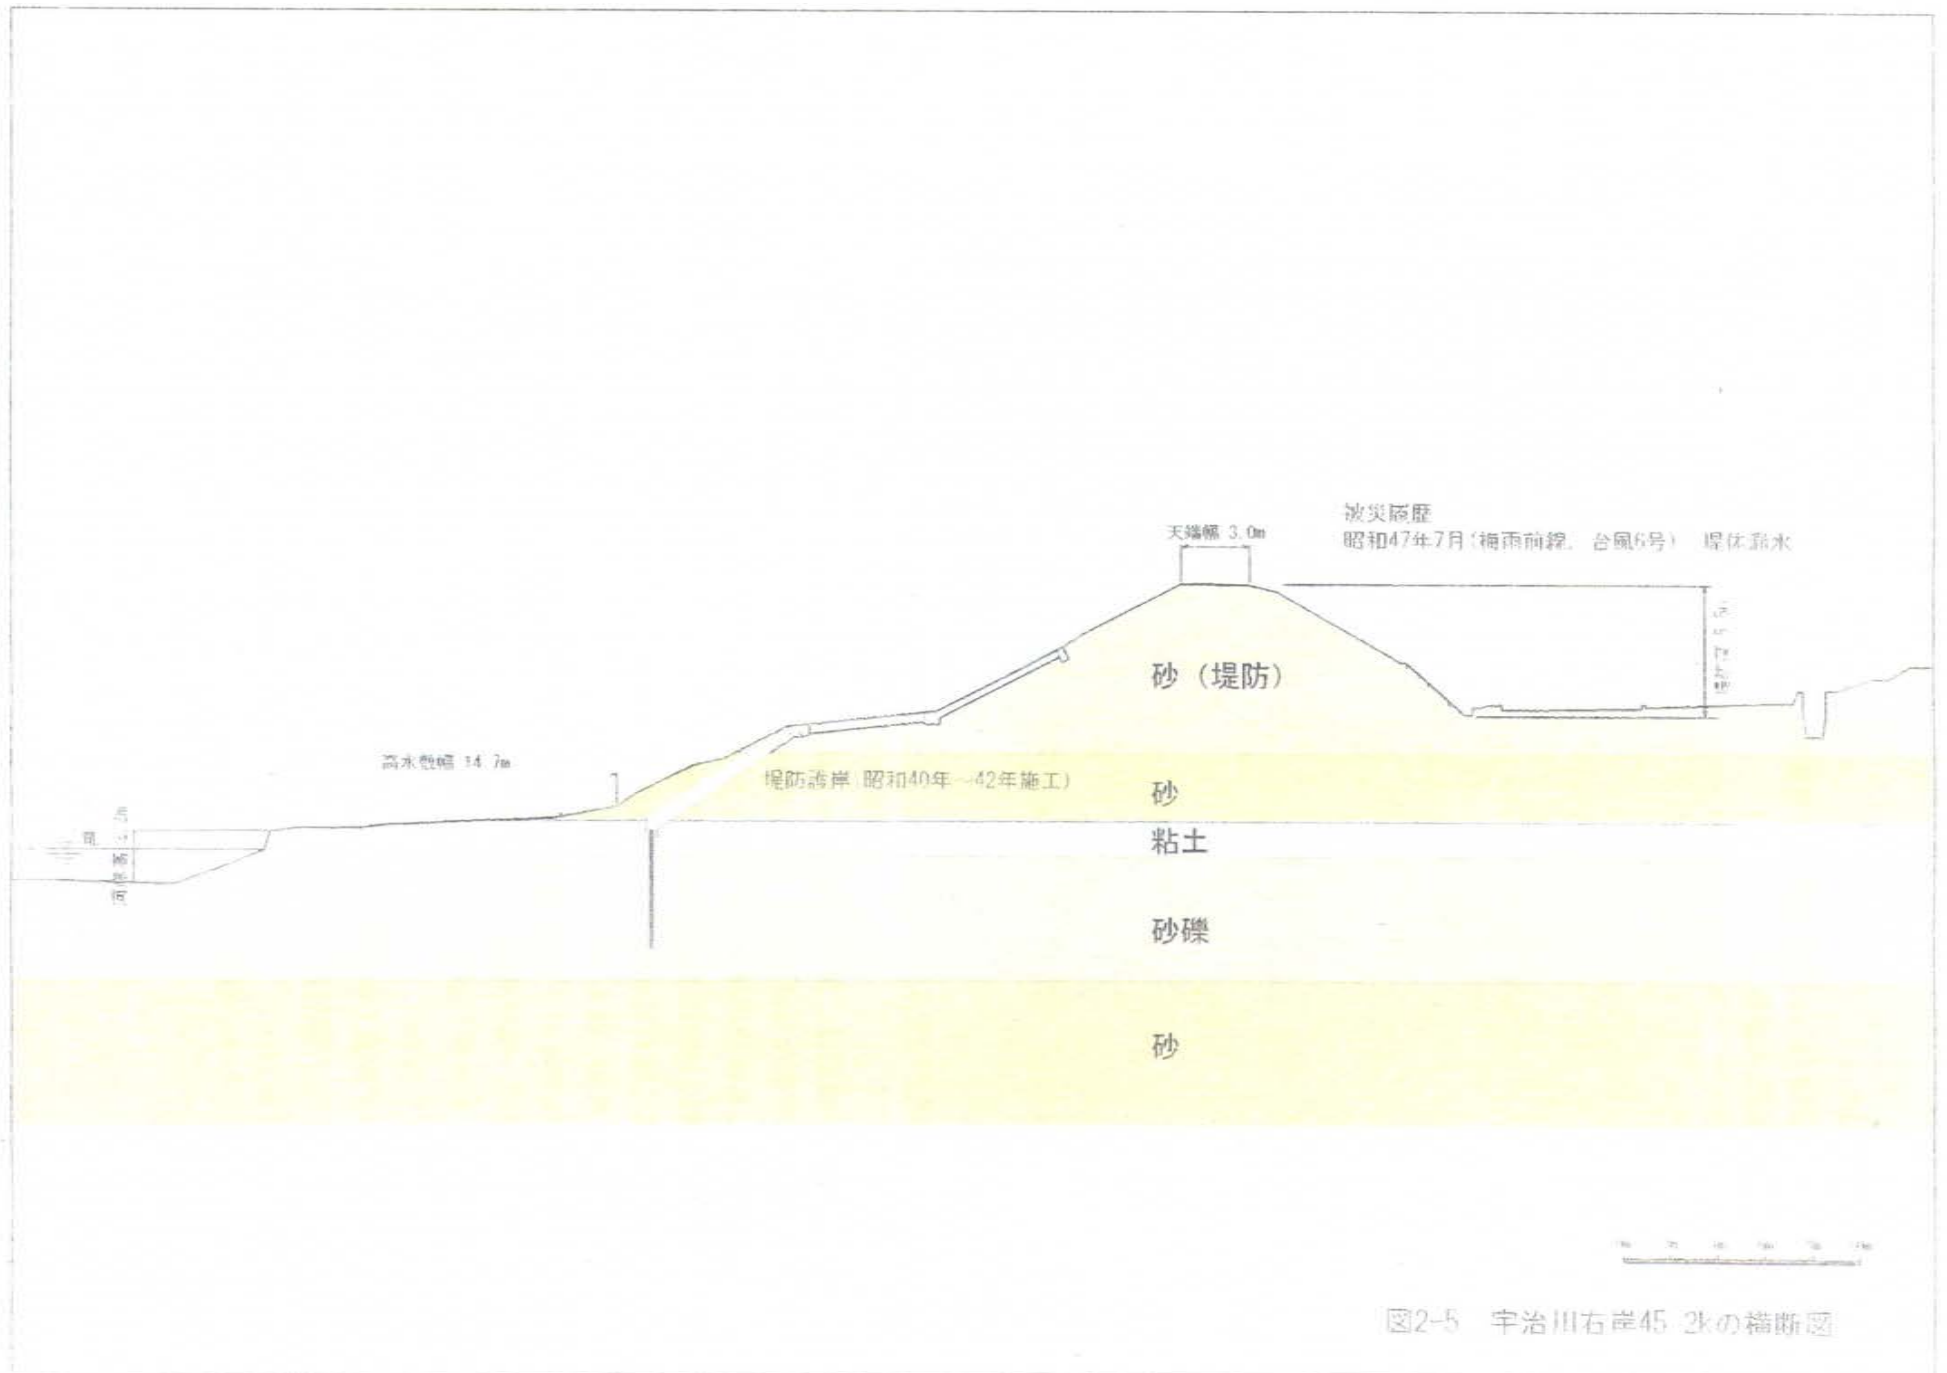 天端幅 3.0m
被災履歴
昭和47年7月(梅雨前線、台風6号) 堤体漏水
砂（堤防）
高水敷幅 14.7m
堤防護岸(昭和40年～42年施工)
砂
粘土
砂礫
砂
図2-5 宇治川右岸45.2kの横断図